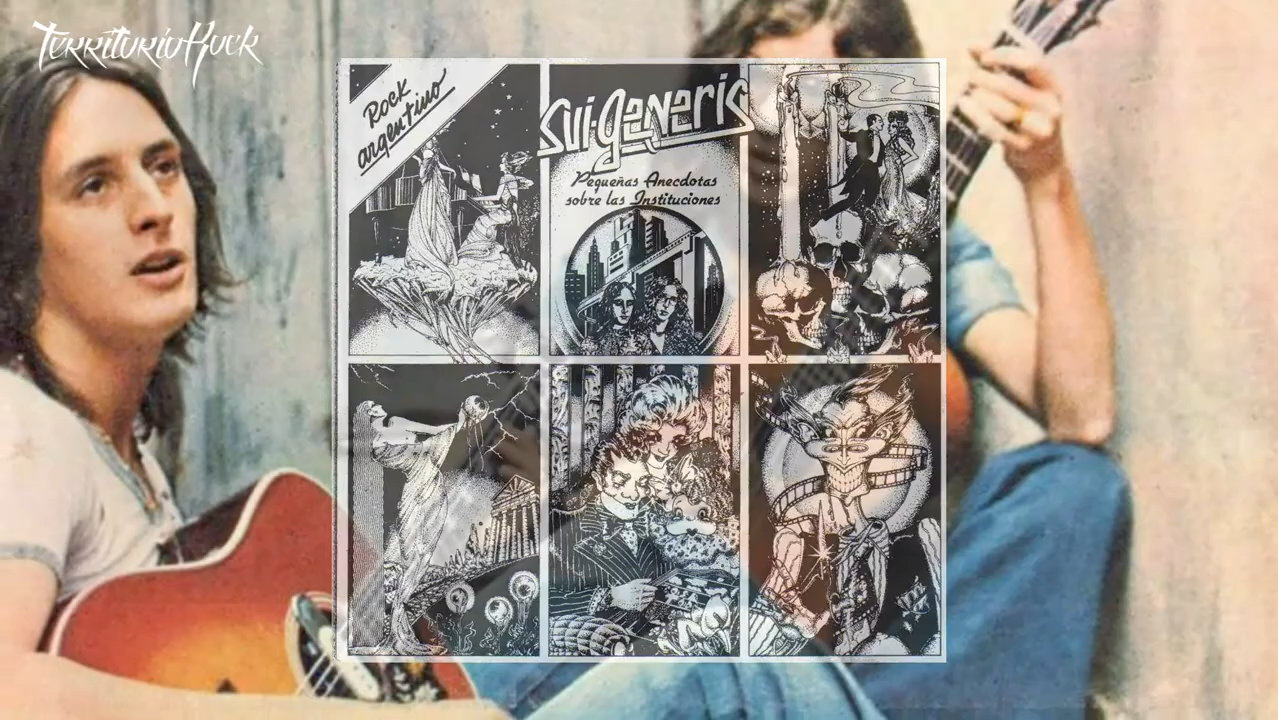 TerritorioRock
Rock
argentino
Sui-Generis
Pequeñas Anecdotas
sobre las Instituciones